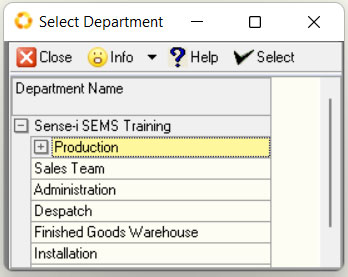 Select Department
Close Info Help Select
Department Name
Sense-i SEMS Training
Production
Sales Team
Administration
Despatch
Finished Goods Warehouse
Installation